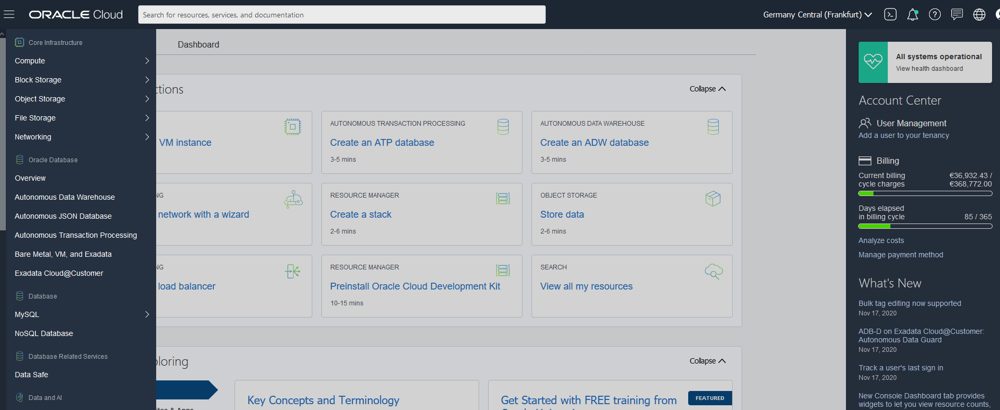 ORACLE Cloud
Search for resources, services, and documentation
Germany Central (Frankfurt)
Core Infrastructure
Compute
Block Storage
Object Storage
File Storage
Networking
Oracle Database
Overview
Autonomous Data Warehouse
Autonomous JSON Database
Autonomous Transaction Processing
Bare Metal, VM, and Exadata
Exadata Cloud@Customer
Database
MySQL
NoSQL Database
Database Related Services
Data Safe
Data and AI
Dashboard
ctions
Collapse
VM instance
AUTONOMOUS TRANSACTION PROCESSING
Create an ATP database
3-5 mins
AUTONOMOUS DATA WAREHOUSE
Create an ADW database
3-5 mins
NG
network with a wizard
RESOURCE MANAGER
Create a stack
2-6 mins
OBJECT STORAGE
Store data
2-6 mins
NG
load balancer
RESOURCE MANAGER
Preinstall Oracle Cloud Development Kit
10-15 mins
SEARCH
View all my resources
loring
Collapse
Key Concepts and Terminology
Get Started with FREE training from
FEATURED
All systems operational
View health dashboard
Account Center
User Management
Add a user to your tenancy
Billing
Current billing
cycle charges
€36,932.43 /
€368,772.00
Days elapsed
in billing cycle
85 / 365
Analyze costs
Manage payment method
What's New
Bulk tag editing now supported
Nov 17, 2020
ADB-D on Exadata Cloud@Customer:
Autonomous Data Guard
Nov 17, 2020
Track a user's last sign in
Nov 17, 2020
New Console Dashboard tab provides
widgets to let you view resource counts,